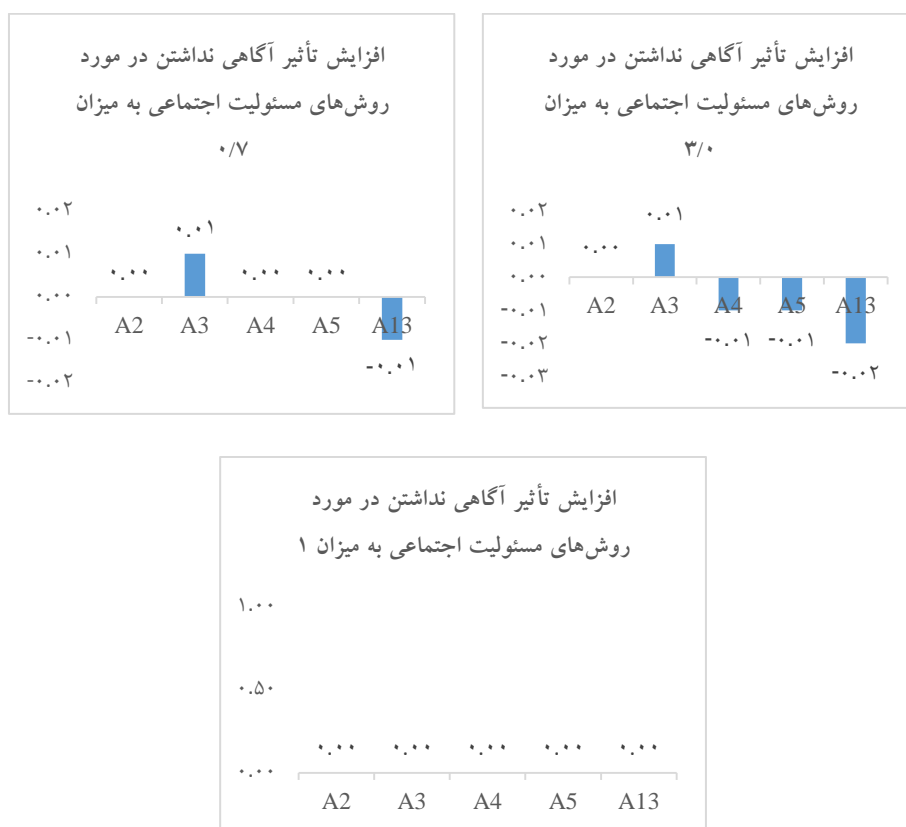 افزایش تأثیر آگاهی نداشتن در مورد
روش‌های مسئولیت اجتماعی به میزان
۳/۰
۰.۰۲
۰.۰۱
۰.۰۰
-۰.۰۱
-۰.۰۲
-۰.۰۳
۰.۰۰ ۰.۰۱ -۰.۰۱ -۰.۰۱ -۰.۰۲
A2 A3 A4 A5 A13
افزایش تأثیر آگاهی نداشتن در مورد
روش‌های مسئولیت اجتماعی به میزان
۰/۷
۰.۰۲
۰.۰۱
۰.۰۰
-۰.۰۱
-۰.۰۲
۰.۰۰ ۰.۰۱ ۰.۰۰ ۰.۰۰ -۰.۰۱
A2 A3 A4 A5 A13
افزایش تأثیر آگاهی نداشتن در مورد
روش‌های مسئولیت اجتماعی به میزان ۱
۱.۰۰
۰.۵۰
۰.۰۰
۰.۰۰ ۰.۰۰ ۰.۰۰ ۰.۰۰ ۰.۰۰
A2 A3 A4 A5 A13